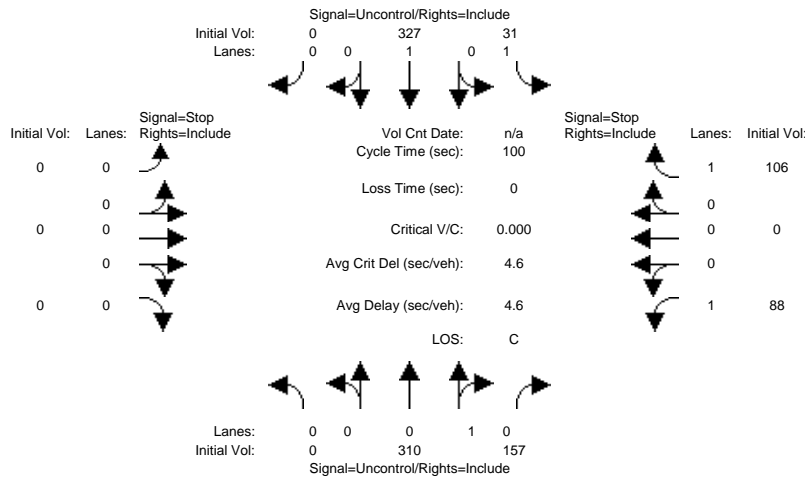 Signal=Uncontrol/Rights=Include
Initial Vol: 0 327 31
Lanes: 0 0 1 0 1
Signal=Stop
Initial Vol: Lanes: Rights=Include
Vol Cnt Date: n/a
Signal=Stop
Rights=Include Lanes: Initial Vol:
Cycle Time (sec): 100
0 0
1 106
Loss Time (sec): 0
0
0
0 0
Critical V/C: 0.000
0 0
0
Avg Crit Del (sec/veh): 4.6
0
0 0
Avg Delay (sec/veh): 4.6
1 88
LOS: C
Lanes: 0 0 0 1 0
Initial Vol: 0 310 157
Signal=Uncontrol/Rights=Include